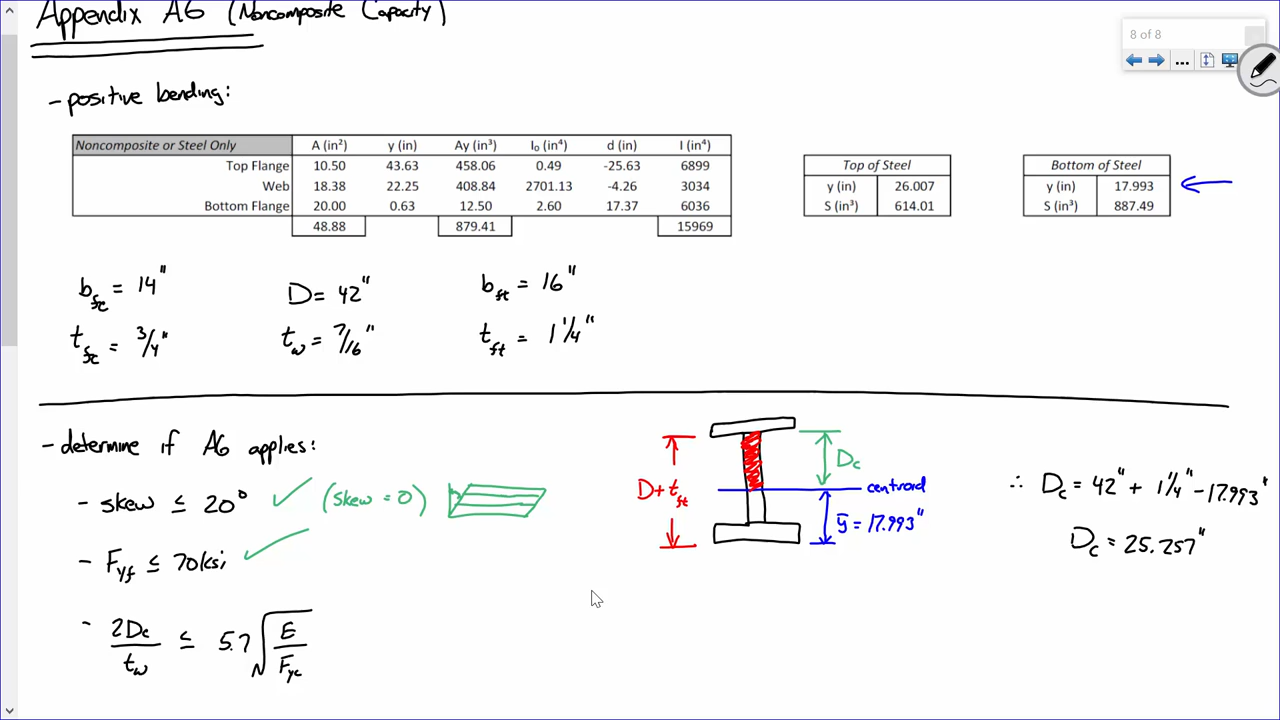 Appendix A6 (Noncomposite Capacity)
8 of 8
- positive bending:
Noncomposite or Steel Only A (in²) y (in) Ay (in³) I₀ (in⁴) d (in) I (in⁴)
Top Flange 10.50 43.63 458.06 0.49 -25.63 6899
Web 18.38 22.25 408.84 2701.13 -4.26 3034
Bottom Flange 20.00 0.63 12.50 2.60 17.37 6036
48.88 879.41 15969
Top of Steel
y (in) 26.007
S (in³) 614.01
Bottom of Steel
y (in) 17.993
S (in³) 887.49
b_fc = 14" D = 42" b_ft = 16"
t_fc = 3/4" t_w = 7/16" t_ft = 1 1/4"
- determine if A6 applies:
- skew ≤ 20° ✓ (skew = 0)
- F_yf ≤ 70ksi ✓
- 2D_c / t_w ≤ 5.7 √(E / F_yc)
D + t_ft
D_c
centroid
ȳ = 17.993"
∴ D_c = 42" + 1 1/4" - 17.993"
D_c = 25.257"